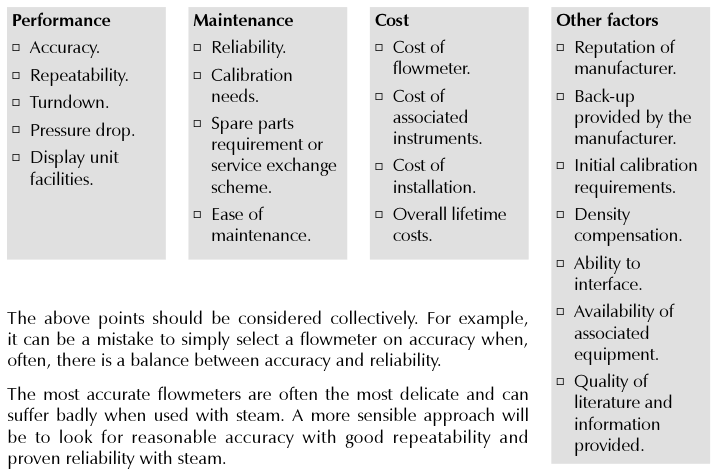 Performance
□ Accuracy.
□ Repeatability.
□ Turndown.
□ Pressure drop.
□ Display unit
facilities.
Maintenance
□ Reliability.
□ Calibration
needs.
□ Spare parts
requirement or
service exchange
scheme.
□ Ease of
maintenance.
Cost
□ Cost of
flowmeter.
□ Cost of
associated
instruments.
□ Cost of
installation.
□ Overall lifetime
costs.
Other factors
□ Reputation of
manufacturer.
□ Back-up
provided by the
manufacturer.
□ Initial calibration
requirements.
□ Density
compensation.
□ Ability to
interface.
□ Availability of
associated
equipment.
□ Quality of
literature and
information
provided.
The above points should be considered collectively. For example,
it can be a mistake to simply select a flowmeter on accuracy when,
often, there is a balance between accuracy and reliability.
The most accurate flowmeters are often the most delicate and can
suffer badly when used with steam. A more sensible approach will
be to look for reasonable accuracy with good repeatability and
proven reliability with steam.